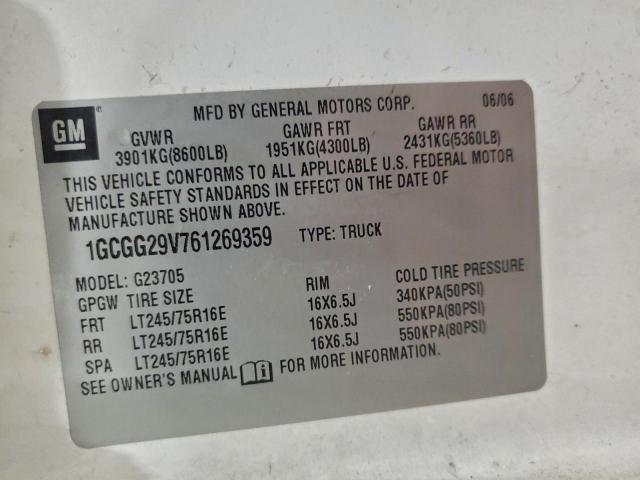 MFD BY GENERAL MOTORS CORP. 06/06
GM
GVWR GAWR FRT GAWR RR
3901KG(8600LB) 1951KG(4300LB) 2431KG(5360LB)
THIS VEHICLE CONFORMS TO ALL APPLICABLE U.S. FEDERAL MOTOR
VEHICLE SAFETY STANDARDS IN EFFECT ON THE DATE OF
MANUFACTURE SHOWN ABOVE.
1GCGG29V761269359 TYPE: TRUCK
MODEL: G23705
GPGW TIRE SIZE RIM COLD TIRE PRESSURE
FRT LT245/75R16E 16X6.5J 340KPA(50PSI)
RR LT245/75R16E 16X6.5J 550KPA(80PSI)
SPA LT245/75R16E 16X6.5J 550KPA(80PSI)
SEE OWNER'S MANUAL FOR MORE INFORMATION.